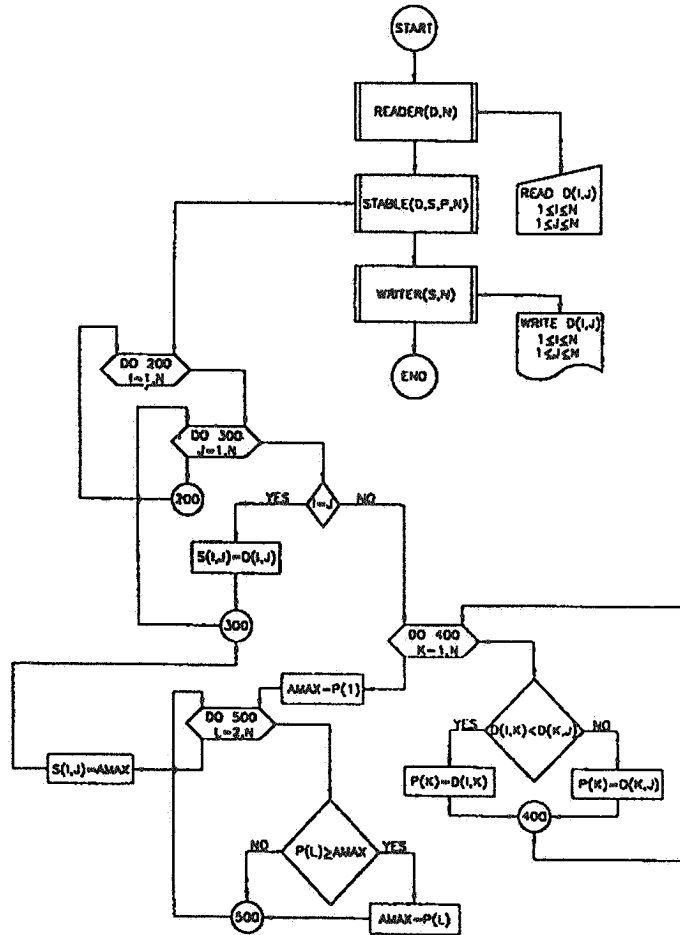 START
READER(D,N)
READ D(I,J)
1≤I≤N
1≤J≤N
STABLE(D,S,P,N)
WRITER(S,N)
WRITE D(I,J)
1≤I≤N
1≤J≤N
END
DO 200
I=1,N
DO 300
J=1,N
200
YES
I=J
NO
S(I,J)=D(I,J)
300
DO 400
K=1,N
AMAX=P(1)
DO 500
L=2,N
S(I,J)=AMAX
YES
D(I,K)<D(K,J)
NO
P(K)=D(I,K)
P(K)=D(K,J)
400
NO
P(L)≥AMAX
YES
500
AMAX=P(L)